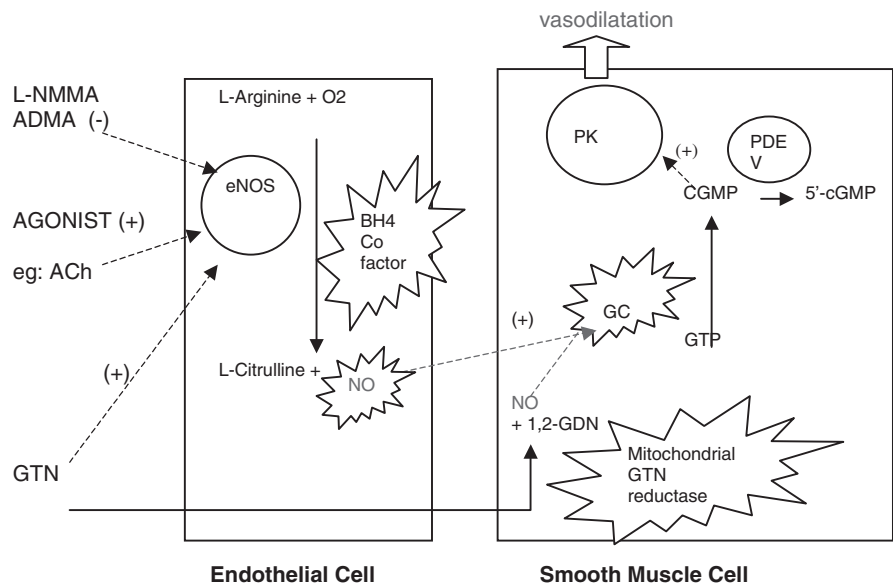 vasodilatation
L-NMMA
ADMA (-)
AGONIST (+)
eg: ACh
(+)
GTN
L-Arginine + O2
eNOS
BH4
Co
factor
L-Citrulline +
NO
(+)
PK
PDE
V
(+)
CGMP
5'-cGMP
GC
GTP
NO
+ 1,2-GDN
Mitochondrial
GTN
reductase
Endothelial Cell
Smooth Muscle Cell